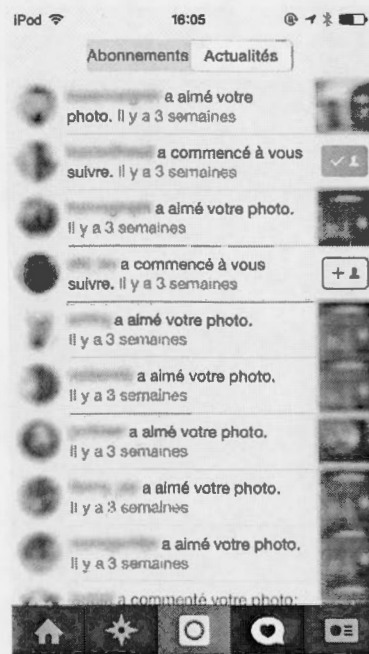 iPod 16:05
Abonnements Actualités
a aimé votre
photo. Il y a 3 semaines
a commencé à vous
suivre. Il y a 3 semaines
a aimé votre photo.
Il y a 3 semaines
a commencé à vous
suivre. Il y a 3 semaines
a aimé votre photo.
Il y a 3 semaines
a aimé votre photo.
Il y a 3 semaines
a aimé votre photo.
Il y a 3 semaines
a aimé votre photo.
Il y a 3 semaines
a aimé votre photo.
Il y a 3 semaines
a commenté votre photo: